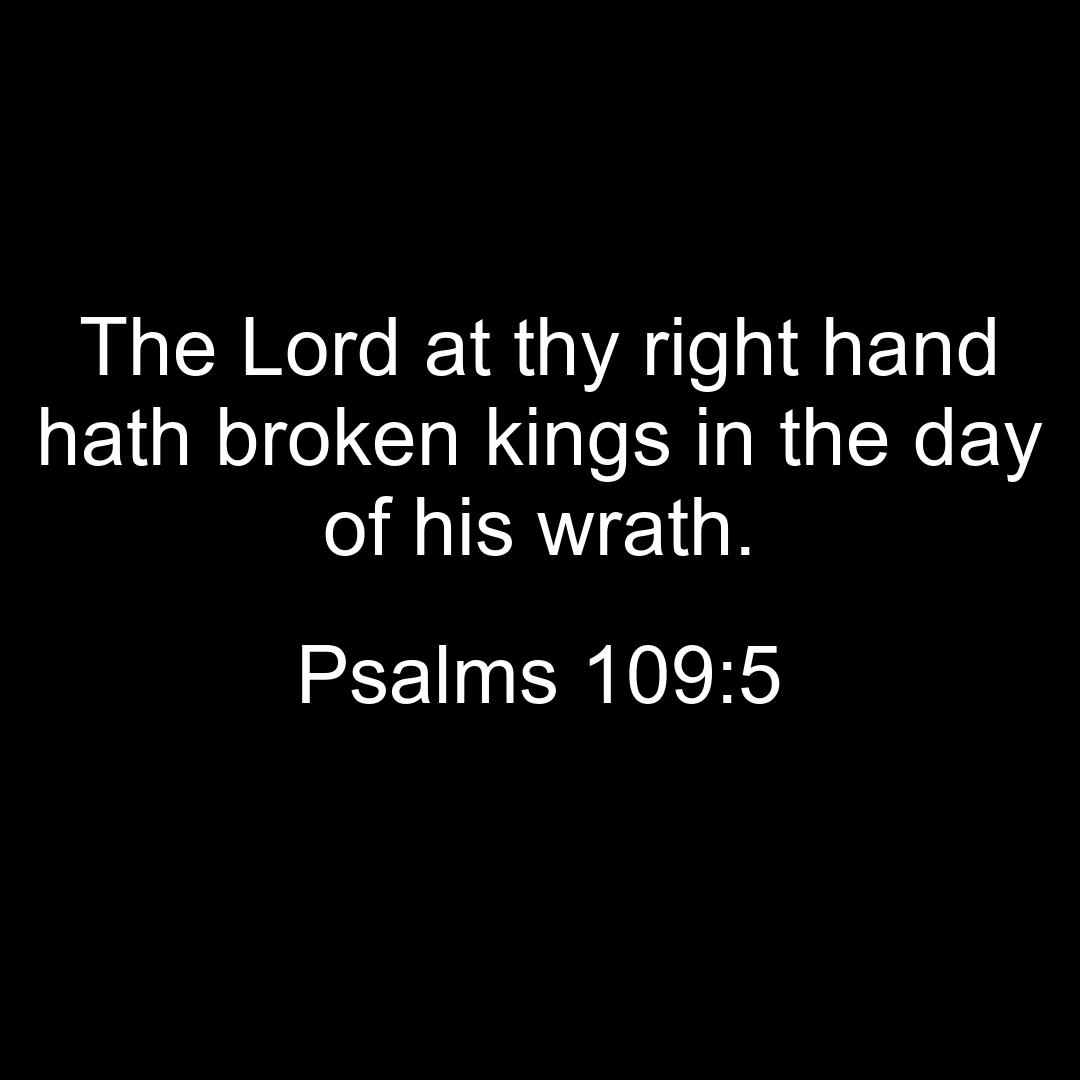 The Lord at thy right hand
hath broken kings in the day
of his wrath.
Psalms 109:5